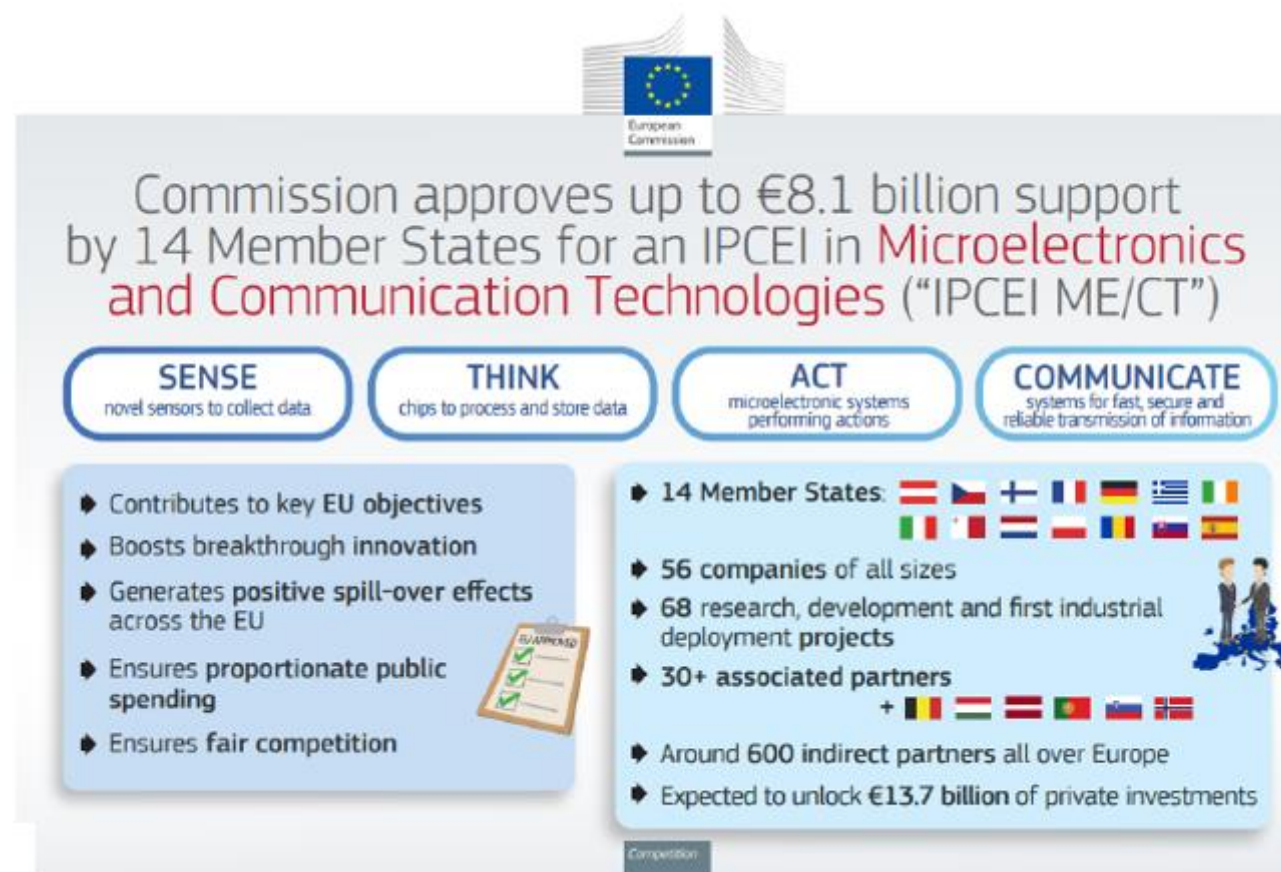 European
Commission
Commission approves up to €8.1 billion support
by 14 Member States for an IPCEI in Microelectronics
and Communication Technologies (“IPCEI ME/CT”)
SENSE
novel sensors to collect data
THINK
chips to process and store data
ACT
microelectronic systems
performing actions
COMMUNICATE
systems for fast, secure and
reliable transmission of information
Contributes to key EU objectives
Boosts breakthrough innovation
Generates positive spill-over effects
across the EU
Ensures proportionate public
spending
Ensures fair competition
EU APPROVED
14 Member States:
56 companies of all sizes
68 research, development and first industrial
deployment projects
30+ associated partners
+
Around 600 indirect partners all over Europe
Expected to unlock €13.7 billion of private investments
Competition